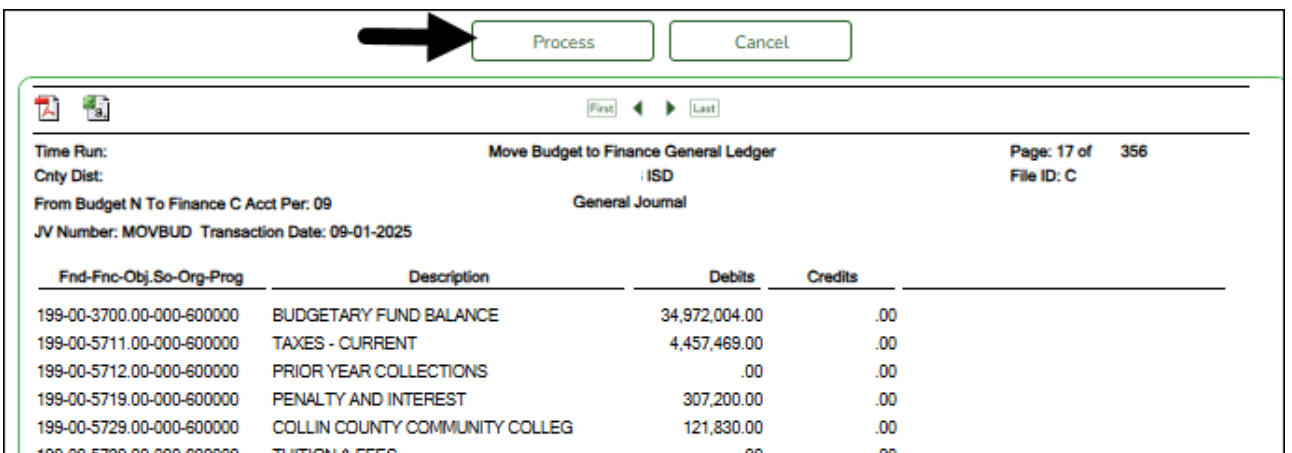 Process Cancel
First Last
Time Run: Move Budget to Finance General Ledger Page: 17 of 356
Cnty Dist: ISD File ID: C
From Budget N To Finance C Acct Per: 09 General Journal
JV Number: MOVBUD Transaction Date: 09-01-2025
Fnd-Fnc-Obj.So-Org-Prog Description Debits Credits
199-00-3700.00-000-600000 BUDGETARY FUND BALANCE 34,972,004.00 .00
199-00-5711.00-000-600000 TAXES - CURRENT 4,457,469.00 .00
199-00-5712.00-000-600000 PRIOR YEAR COLLECTIONS .00 .00
199-00-5719.00-000-600000 PENALTY AND INTEREST 307,200.00 .00
199-00-5729.00-000-600000 COLLIN COUNTY COMMUNITY COLLEG 121,830.00 .00